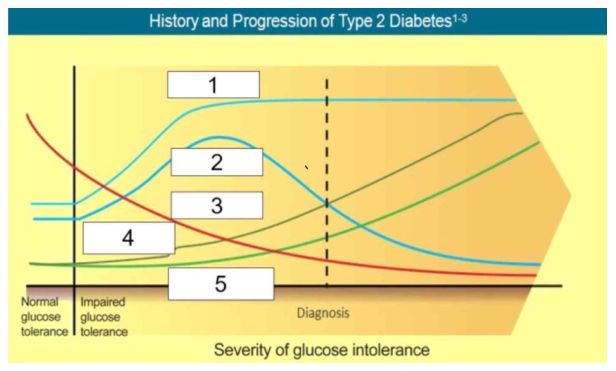 History and Progression of Type 2 Diabetes1-3
1
2
3
4
5
Normal
glucose
tolerance
Impaired
glucose
tolerance
Diagnosis
Severity of glucose intolerance